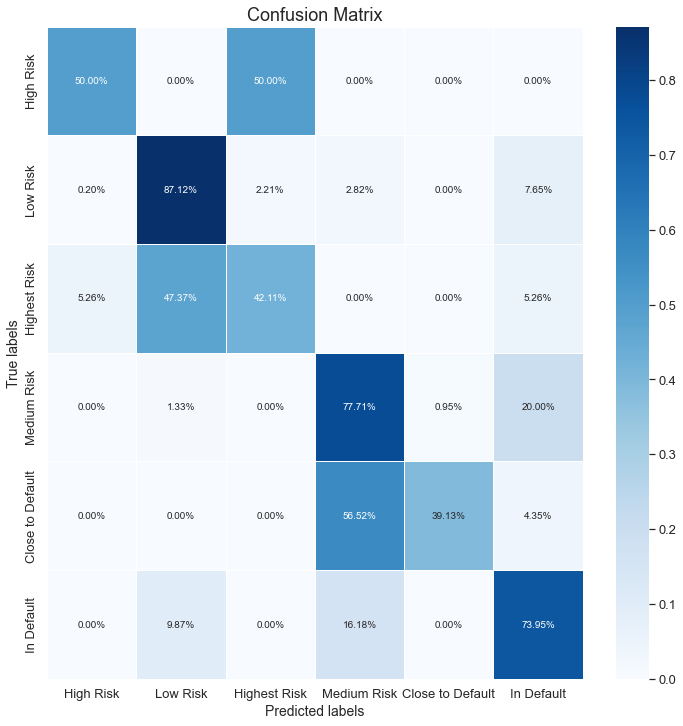 Confusion Matrix
True labels
High Risk 50.00% 0.00% 50.00% 0.00% 0.00% 0.00%
Low Risk 0.20% 87.12% 2.21% 2.82% 0.00% 7.65%
Highest Risk 5.26% 47.37% 42.11% 0.00% 0.00% 5.26%
Medium Risk 0.00% 1.33% 0.00% 77.71% 0.95% 20.00%
Close to Default 0.00% 0.00% 0.00% 56.52% 39.13% 4.35%
In Default 0.00% 9.87% 0.00% 16.18% 0.00% 73.95%
High Risk Low Risk Highest Risk Medium Risk Close to Default In Default
Predicted labels
0.8
0.7
0.6
0.5
0.4
0.3
0.2
0.1
0.0